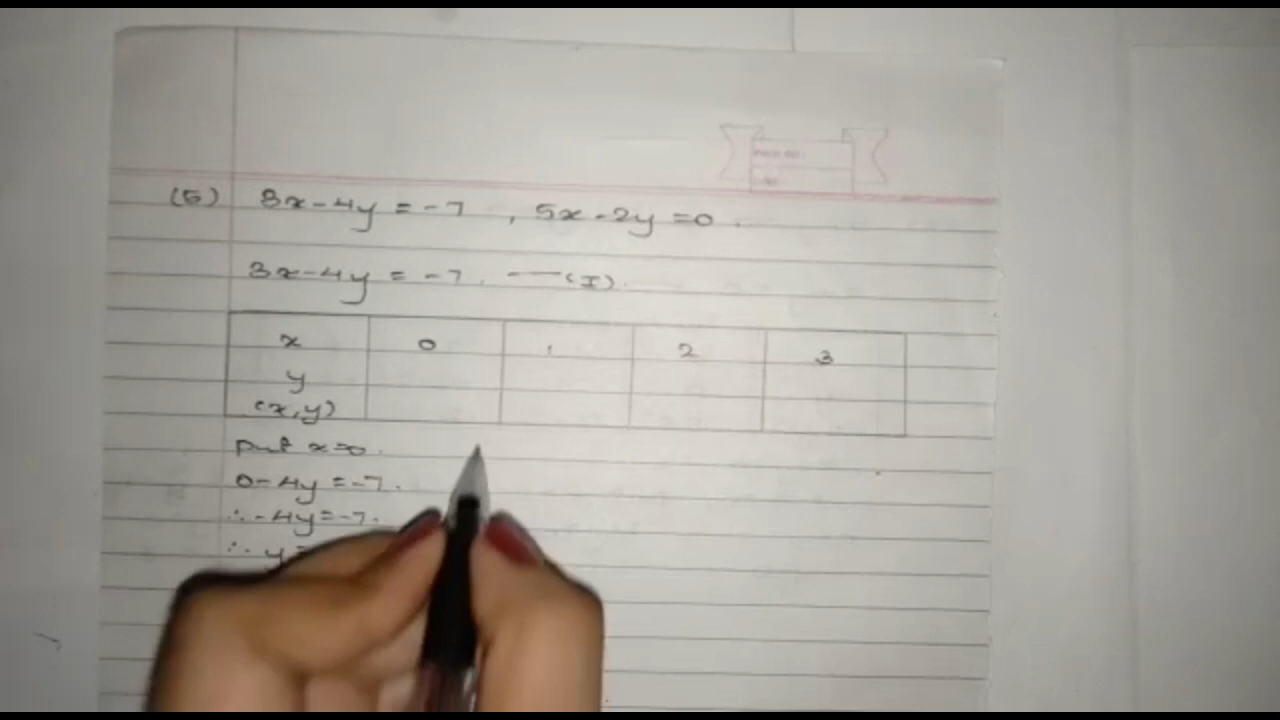 (5) 3x-4y = -7 , 5x-2y = 0 .
3x-4y = -7. —(I).
x 0 1 2 3
y
(x,y)
Put x=0.
0-4y = -7.
∴ -4y = -7.
∴ y =